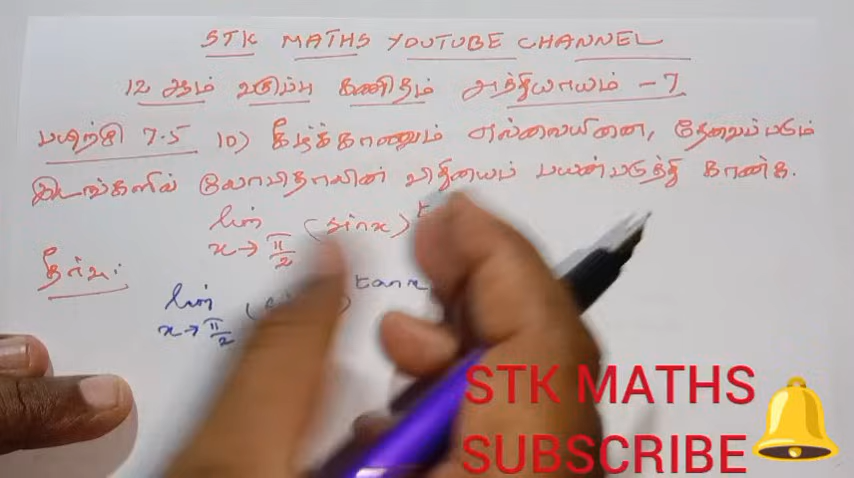 STK MATHS YOUTUBE CHANNEL
12 ஆம் வகுப்பு கணிதம் அத்தியாயம் - 7
பயிற்சி 7.5 10) கீழ்க்காணும் எல்லையினை, தேவைப்படும்
இடங்களில் லோபிதாலின் விதியைப் பயன்படுத்தி காண்க.
lim x→π/2 (sin x)
தீர்வு:
lim x→π/2 ( tan x
STK MATHS
SUBSCRIBE